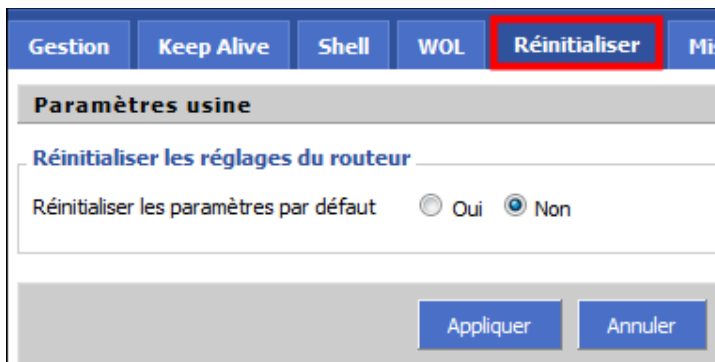 Gestion Keep Alive Shell WOL Réinitialiser Mi
Paramètres usine
Réinitialiser les réglages du routeur
Réinitialiser les paramètres par défaut Oui Non
Appliquer Annuler